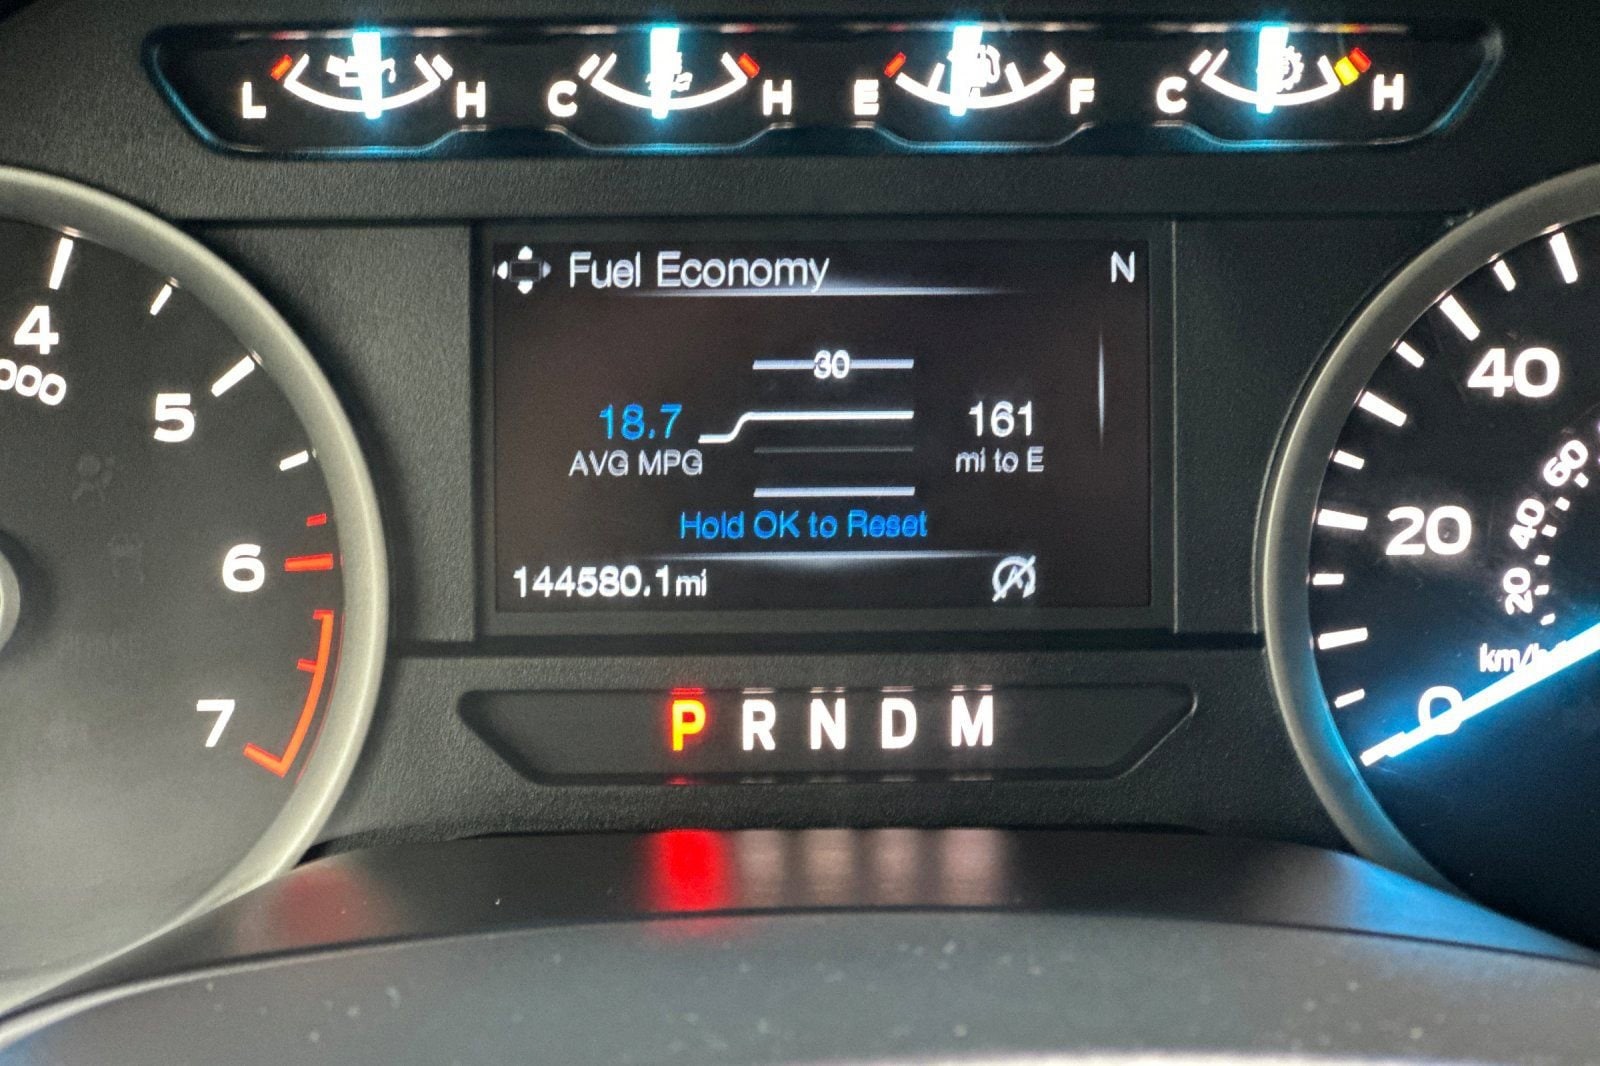 L H C H E F C H
Fuel Economy N
30
18.7 161
AVG MPG mi to E
Hold OK to Reset
144580.1mi
4
000
5
6
7
P R N D M
40
20
0
60
40
20
km/h